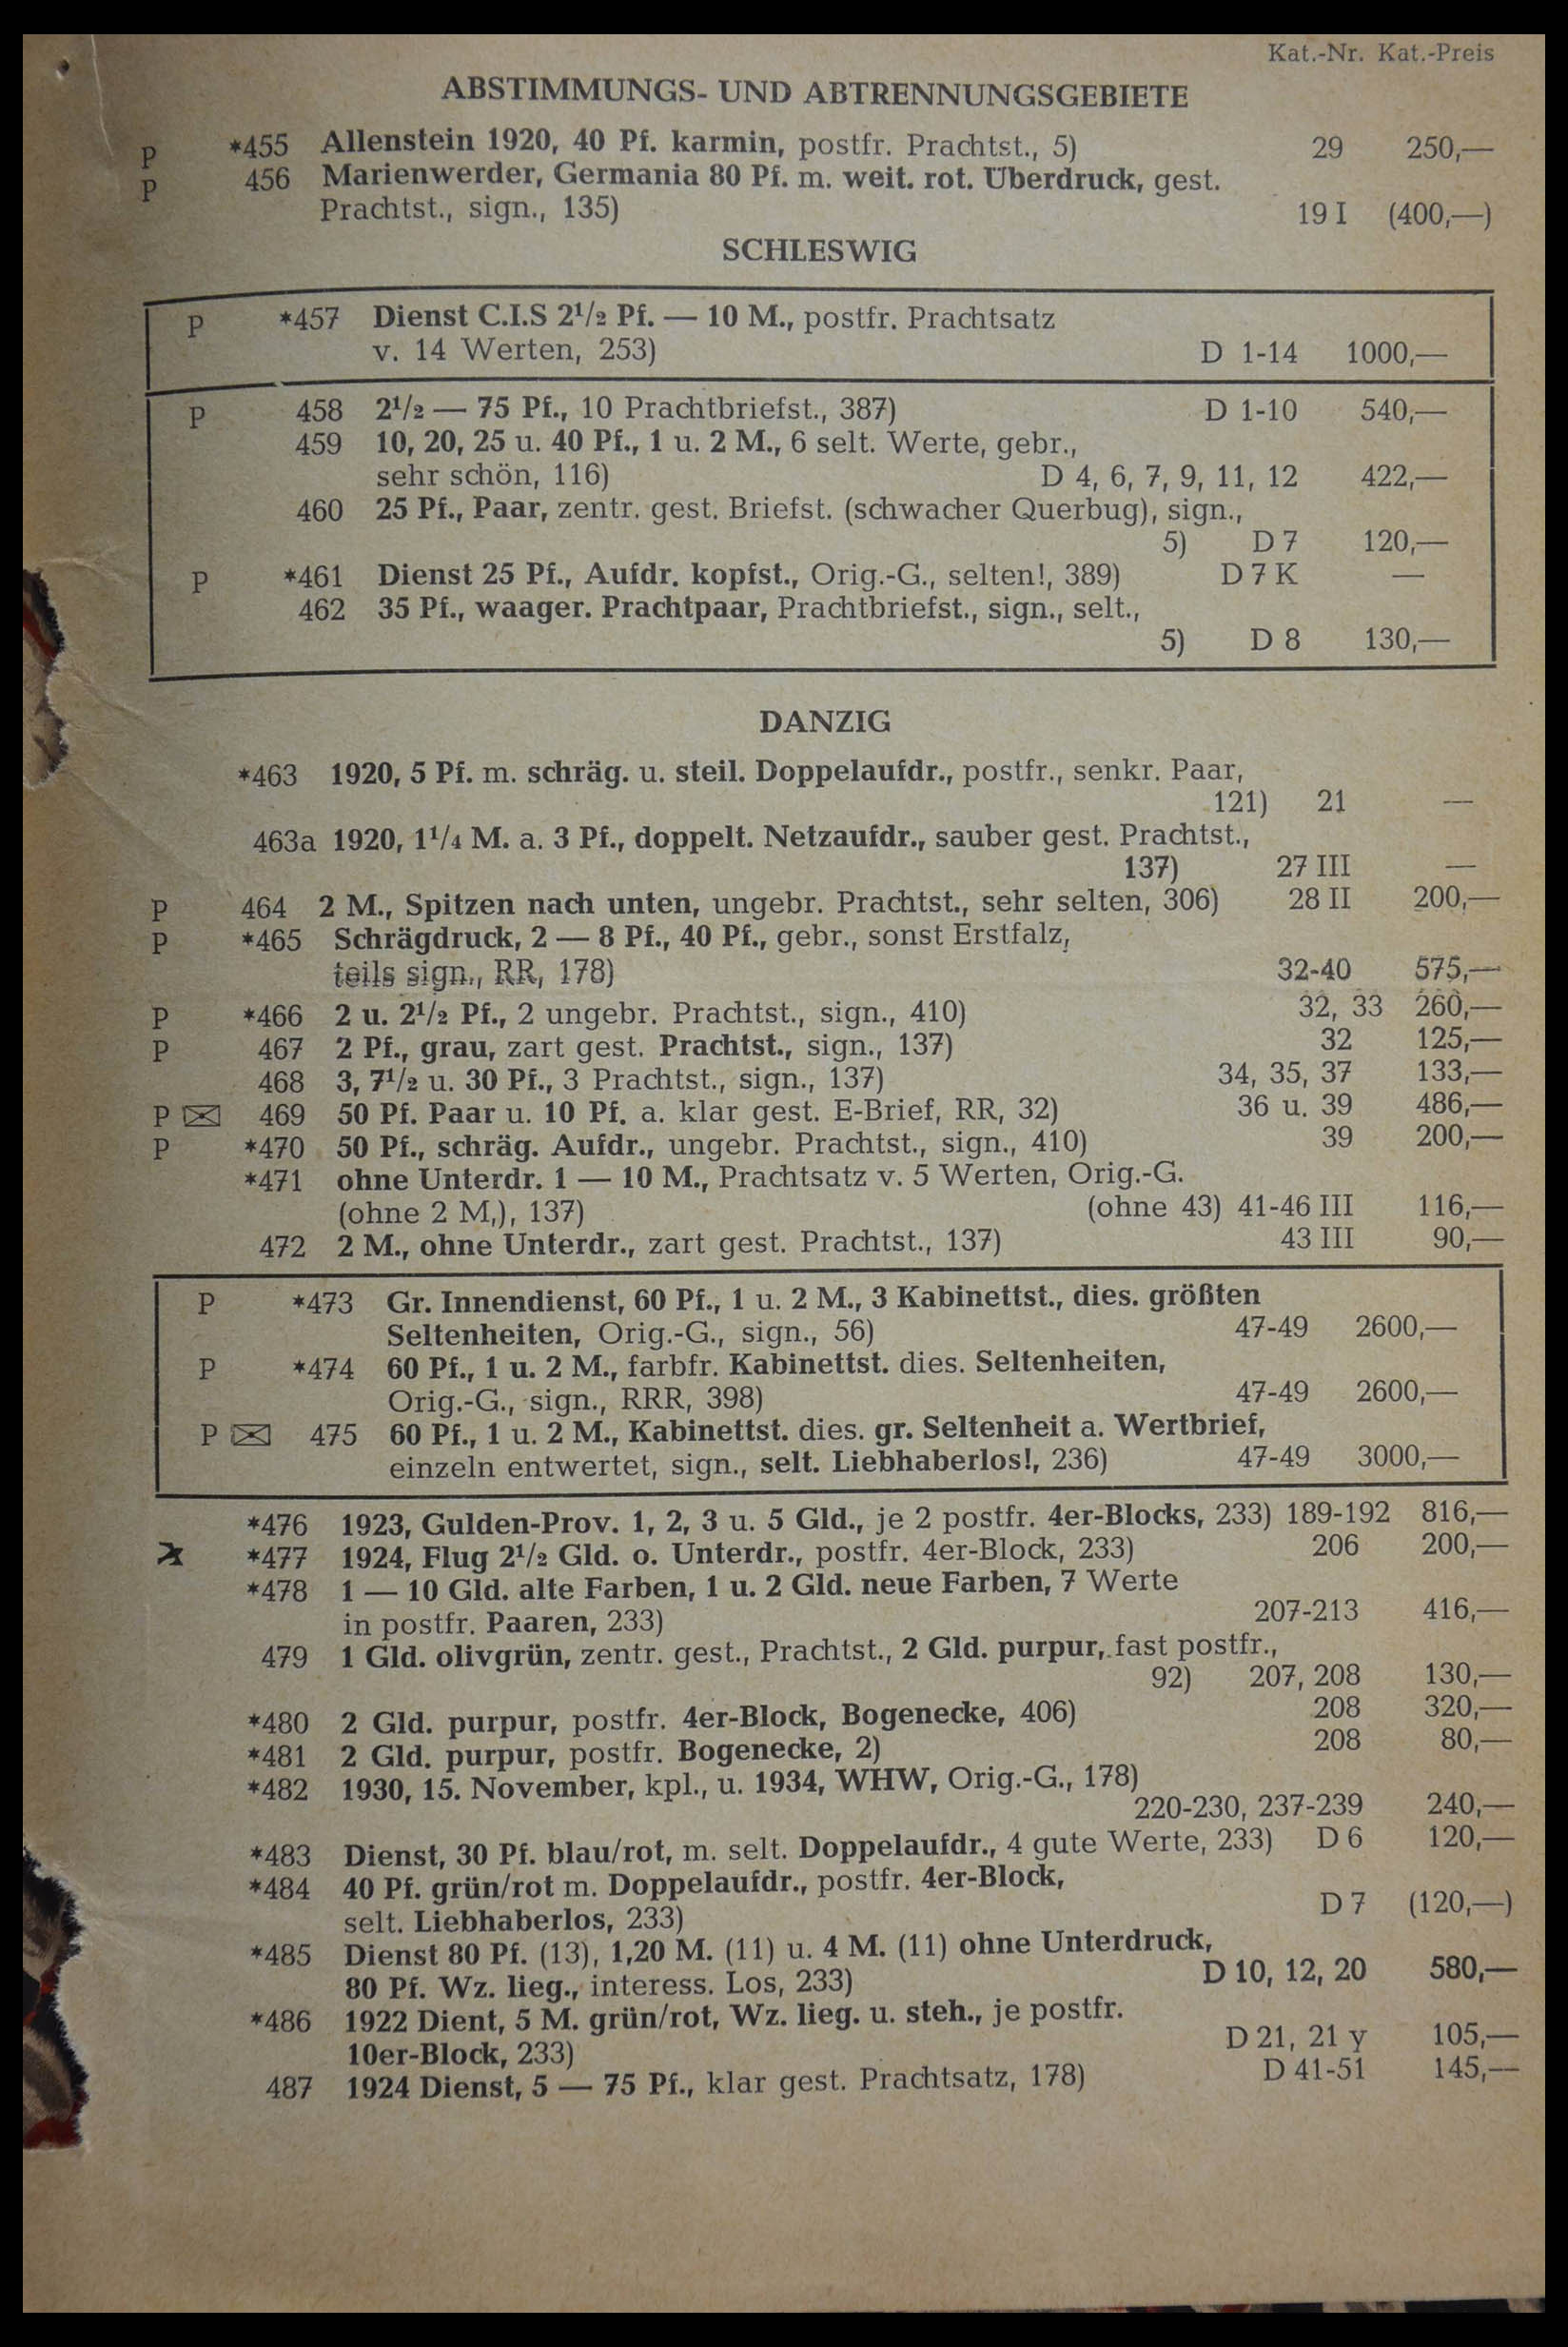 Kat.-Nr. Kat.-Preis
ABSTIMMUNGS- UND ABTRENNUNGSGEBIETE
P *455 Allenstein 1920, 40 Pf. karmin, postfr. Prachtst., 5) 29 250,—
P 456 Marienwerder, Germania 80 Pf. m. weit. rot. Überdruck, gest.
Prachtst., sign., 135) 19 I (400,—)
SCHLESWIG
P *457 Dienst C.I.S 2¹/₂ Pf. — 10 M., postfr. Prachtsatz
v. 14 Werten, 253) D 1-14 1000,—
P 458 2¹/₂ — 75 Pf., 10 Prachtbriefst., 387) D 1-10 540,—
459 10, 20, 25 u. 40 Pf., 1 u. 2 M., 6 selt. Werte, gebr.,
sehr schön, 116) D 4, 6, 7, 9, 11, 12 422,—
460 25 Pf., Paar, zentr. gest. Briefst. (schwacher Querbug), sign.,
5) D 7 120,—
P *461 Dienst 25 Pf., Aufdr. kopfst., Orig.-G., selten!, 389) D 7 K —
462 35 Pf., waager. Prachtpaar, Prachtbriefst., sign., selt.,
5) D 8 130,—
DANZIG
*463 1920, 5 Pf. m. schräg. u. steil. Doppelaufdr., postfr., senkr. Paar,
121) 21 —
463a 1920, 1¹/₄ M. a. 3 Pf., doppelt. Netzaufdr., sauber gest. Prachtst.,
137) 27 III —
P 464 2 M., Spitzen nach unten, ungebr. Prachtst., sehr selten, 306) 28 II 200,—
P *465 Schrägdruck, 2 — 8 Pf., 40 Pf., gebr., sonst Erstfalz,
teils sign., RR, 178) 32-40 575,—
P *466 2 u. 2¹/₂ Pf., 2 ungebr. Prachtst., sign., 410) 32, 33 260,—
P 467 2 Pf., grau, zart gest. Prachtst., sign., 137) 32 125,—
468 3, 7¹/₂ u. 30 Pf., 3 Prachtst., sign., 137) 34, 35, 37 133,—
P ✉ 469 50 Pf. Paar u. 10 Pf. a. klar gest. E-Brief, RR, 32) 36 u. 39 486,—
P *470 50 Pf., schräg. Aufdr., ungebr. Prachtst., sign., 410) 39 200,—
*471 ohne Unterdr. 1 — 10 M., Prachtsatz v. 5 Werten, Orig.-G.
(ohne 2 M,), 137) (ohne 43) 41-46 III 116,—
472 2 M., ohne Unterdr., zart gest. Prachtst., 137) 43 III 90,—
P *473 Gr. Innendienst, 60 Pf., 1 u. 2 M., 3 Kabinettst., dies. größten
Seltenheiten, Orig.-G., sign., 56) 47-49 2600,—
P *474 60 Pf., 1 u. 2 M., farbfr. Kabinettst. dies. Seltenheiten,
Orig.-G., sign., RRR, 398) 47-49 2600,—
P ✉ 475 60 Pf., 1 u. 2 M., Kabinettst. dies. gr. Seltenheit a. Wertbrief,
einzeln entwertet, sign., selt. Liebhaberlos!, 236) 47-49 3000,—
*476 1923, Gulden-Prov. 1, 2, 3 u. 5 Gld., je 2 postfr. 4er-Blocks, 233) 189-192 816,—
*477 1924, Flug 2¹/₂ Gld. o. Unterdr., postfr. 4er-Block, 233) 206 200,—
*478 1 — 10 Gld. alte Farben, 1 u. 2 Gld. neue Farben, 7 Werte
in postfr. Paaren, 233) 207-213 416,—
479 1 Gld. olivgrün, zentr. gest., Prachtst., 2 Gld. purpur, fast postfr.,
92) 207, 208 130,—
*480 2 Gld. purpur, postfr. 4er-Block, Bogenecke, 406) 208 320,—
*481 2 Gld. purpur, postfr. Bogenecke, 2) 208 80,—
*482 1930, 15. November, kpl., u. 1934, WHW, Orig.-G., 178)
220-230, 237-239 240,—
*483 Dienst, 30 Pf. blau/rot, m. selt. Doppelaufdr., 4 gute Werte, 233) D 6 120,—
*484 40 Pf. grün/rot m. Doppelaufdr., postfr. 4er-Block,
selt. Liebhaberlos, 233) D 7 (120,—)
*485 Dienst 80 Pf. (13), 1,20 M. (11) u. 4 M. (11) ohne Unterdruck,
80 Pf. Wz. lieg., interess. Los, 233) D 10, 12, 20 580,—
*486 1922 Dient, 5 M. grün/rot, Wz. lieg. u. steh., je postfr.
10er-Block, 233) D 21, 21 y 105,—
487 1924 Dienst, 5 — 75 Pf., klar gest. Prachtsatz, 178) D 41-51 145,—